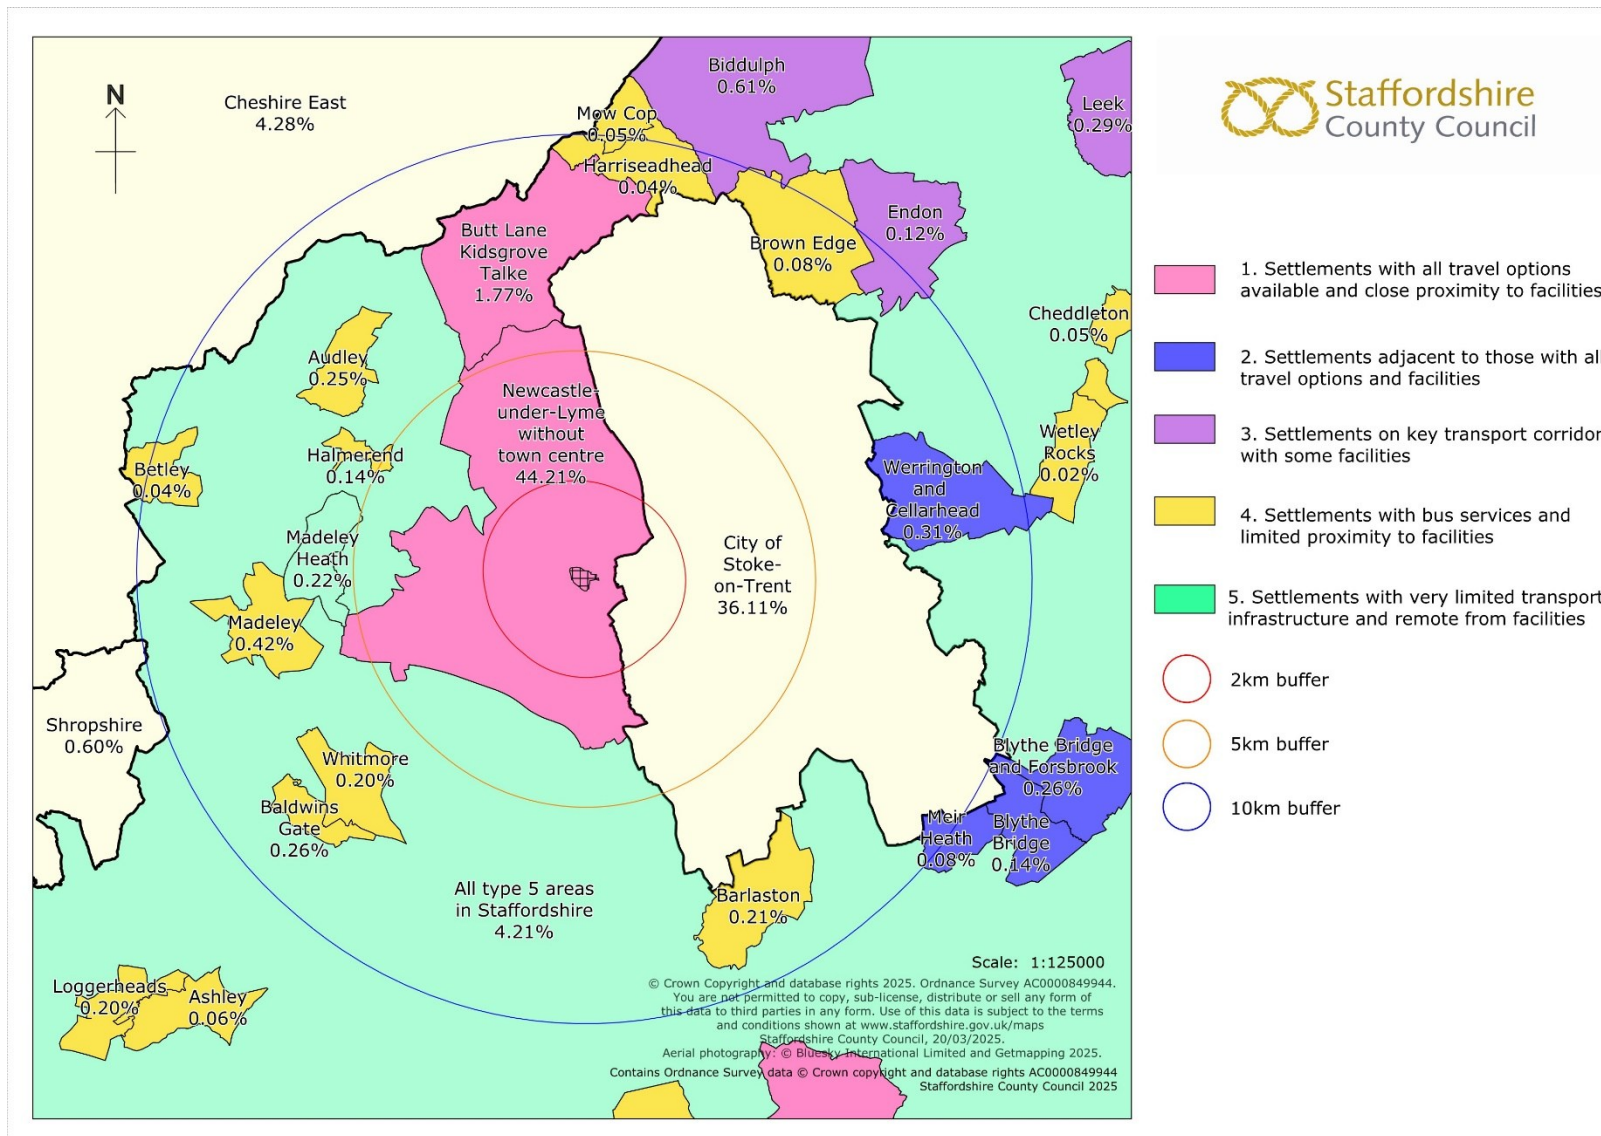 N
Cheshire East
4.28%
Biddulph
0.61%
Leek
0.29%
Mow Cop
0.05%
Harriseadhead
0.04%
Endon
0.12%
Brown Edge
0.08%
Butt Lane
Kidsgrove
Talke
1.77%
Cheddleton
0.05%
Audley
0.25%
Newcastle-
under-Lyme
without
town centre
44.21%
Halmerend
0.14%
Betley
0.04%
Wetley
Rocks
0.02%
Werrington
and
Cellarhead
0.31%
Madeley
Heath
0.22%
City of
Stoke-
on-Trent
36.11%
Madeley
0.42%
Shropshire
0.60%
Whitmore
0.20%
Baldwins
Gate
0.26%
Blythe Bridge
and Forsbrook
0.26%
Meir
Heath
0.08%
Blythe
Bridge
0.14%
All type 5 areas
in Staffordshire
4.21%
Barlaston
0.21%
Loggerheads
0.20%
Ashley
0.06%
Scale: 1:125000
© Crown Copyright and database rights 2025. Ordnance Survey AC0000849944.
You are not permitted to copy, sub-license, distribute or sell any form of
this data to third parties in any form. Use of this data is subject to the terms
and conditions shown at www.staffordshire.gov.uk/maps
Staffordshire County Council, 20/03/2025.
Aerial photography: © Bluesky International Limited and Getmapping 2025.
Contains Ordnance Survey data © Crown copyright and database rights AC0000849944
Staffordshire County Council 2025
Staffordshire
County Council
1. Settlements with all travel options
available and close proximity to facilities
2. Settlements adjacent to those with all
travel options and facilities
3. Settlements on key transport corridor
with some facilities
4. Settlements with bus services and
limited proximity to facilities
5. Settlements with very limited transport
infrastructure and remote from facilities
2km buffer
5km buffer
10km buffer